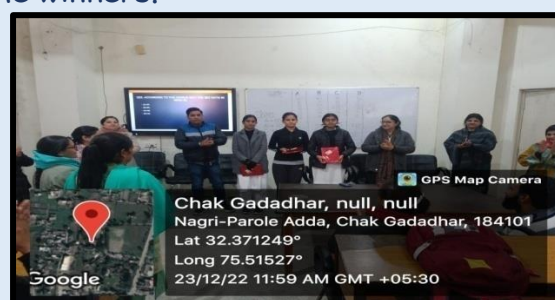 GPS Map Camera
Chak Gadadhar, null, null
Nagri-Parole Adda, Chak Gadadhar, 184101
Lat 32.371249°
Long 75.51527°
23/12/22 11:59 AM GMT +05:30
Google